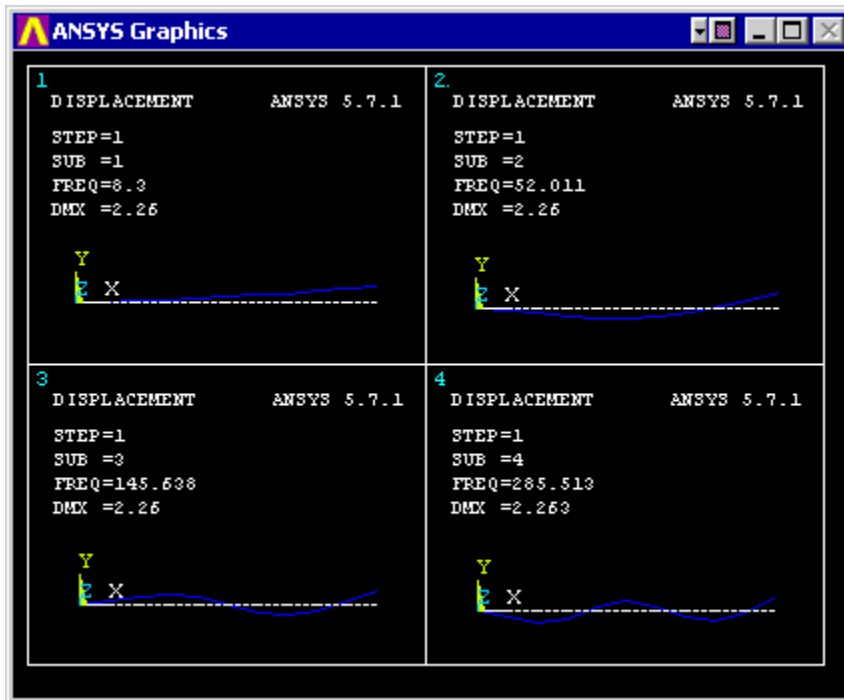 ANSYS Graphics
1
DISPLACEMENT ANSYS 5.7.1
STEP=1
SUB =1
FREQ=8.3
DMX =2.26
Y
Z X
2
DISPLACEMENT ANSYS 5.7.1
STEP=1
SUB =2
FREQ=52.011
DMX =2.26
Y
Z X
3
DISPLACEMENT ANSYS 5.7.1
STEP=1
SUB =3
FREQ=145.638
DMX =2.26
Y
Z X
4
DISPLACEMENT ANSYS 5.7.1
STEP=1
SUB =4
FREQ=285.513
DMX =2.263
Y
Z X